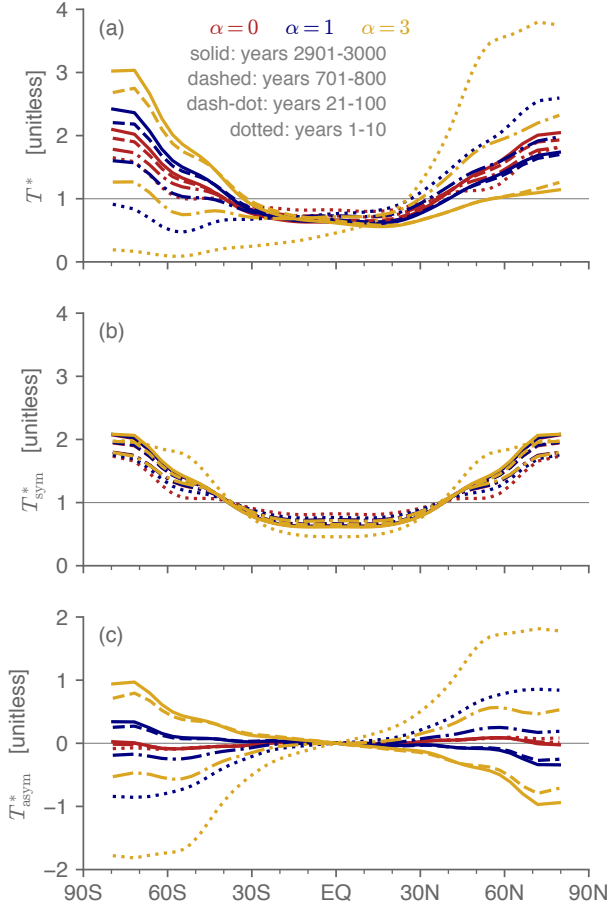 (a)
α = 0 α = 1 α = 3
solid: years 2901-3000
dashed: years 701-800
dash-dot: years 21-100
dotted: years 1-10
T* [unitless]
4
3
2
1
0
(b)
T*sym [unitless]
4
3
2
1
0
(c)
T*asym [unitless]
2
1
0
−1
−2
90S 60S 30S EQ 30N 60N 90N